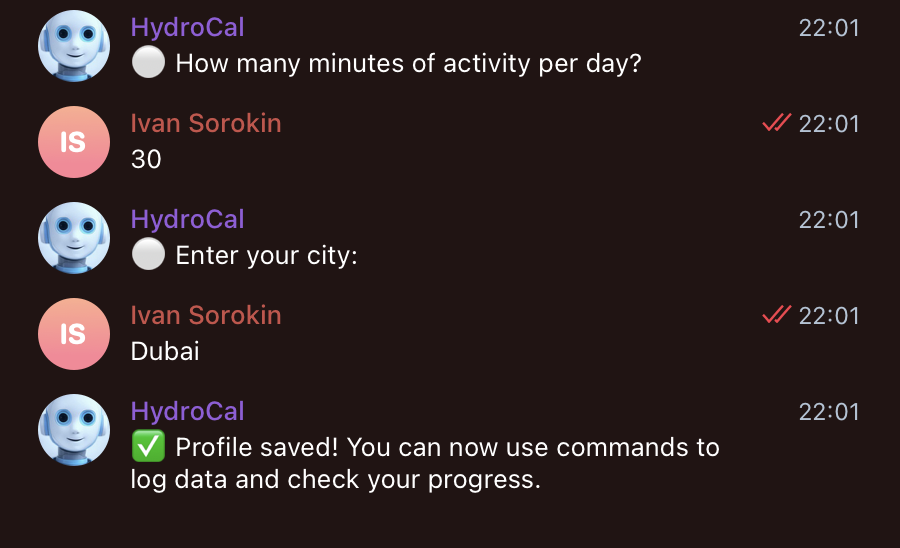 HydroCal 22:01
⚪ How many minutes of activity per day?
Ivan Sorokin 22:01
IS
30
HydroCal 22:01
⚪ Enter your city:
Ivan Sorokin 22:01
IS
Dubai
HydroCal 22:01
✅ Profile saved! You can now use commands to
log data and check your progress.